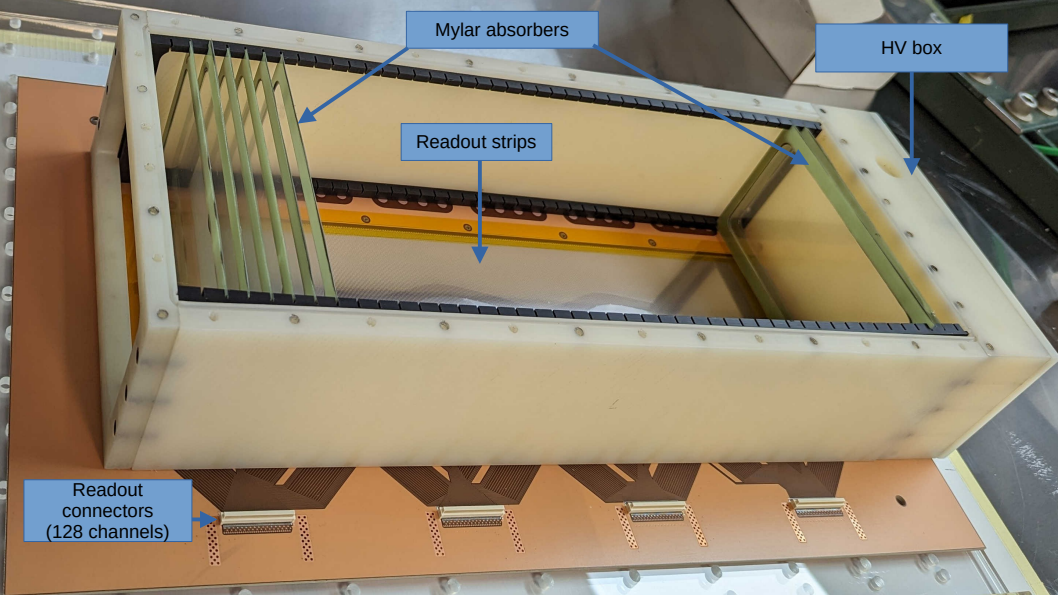 Mylar absorbers
HV box
Readout strips
Readout
connectors
(128 channels)